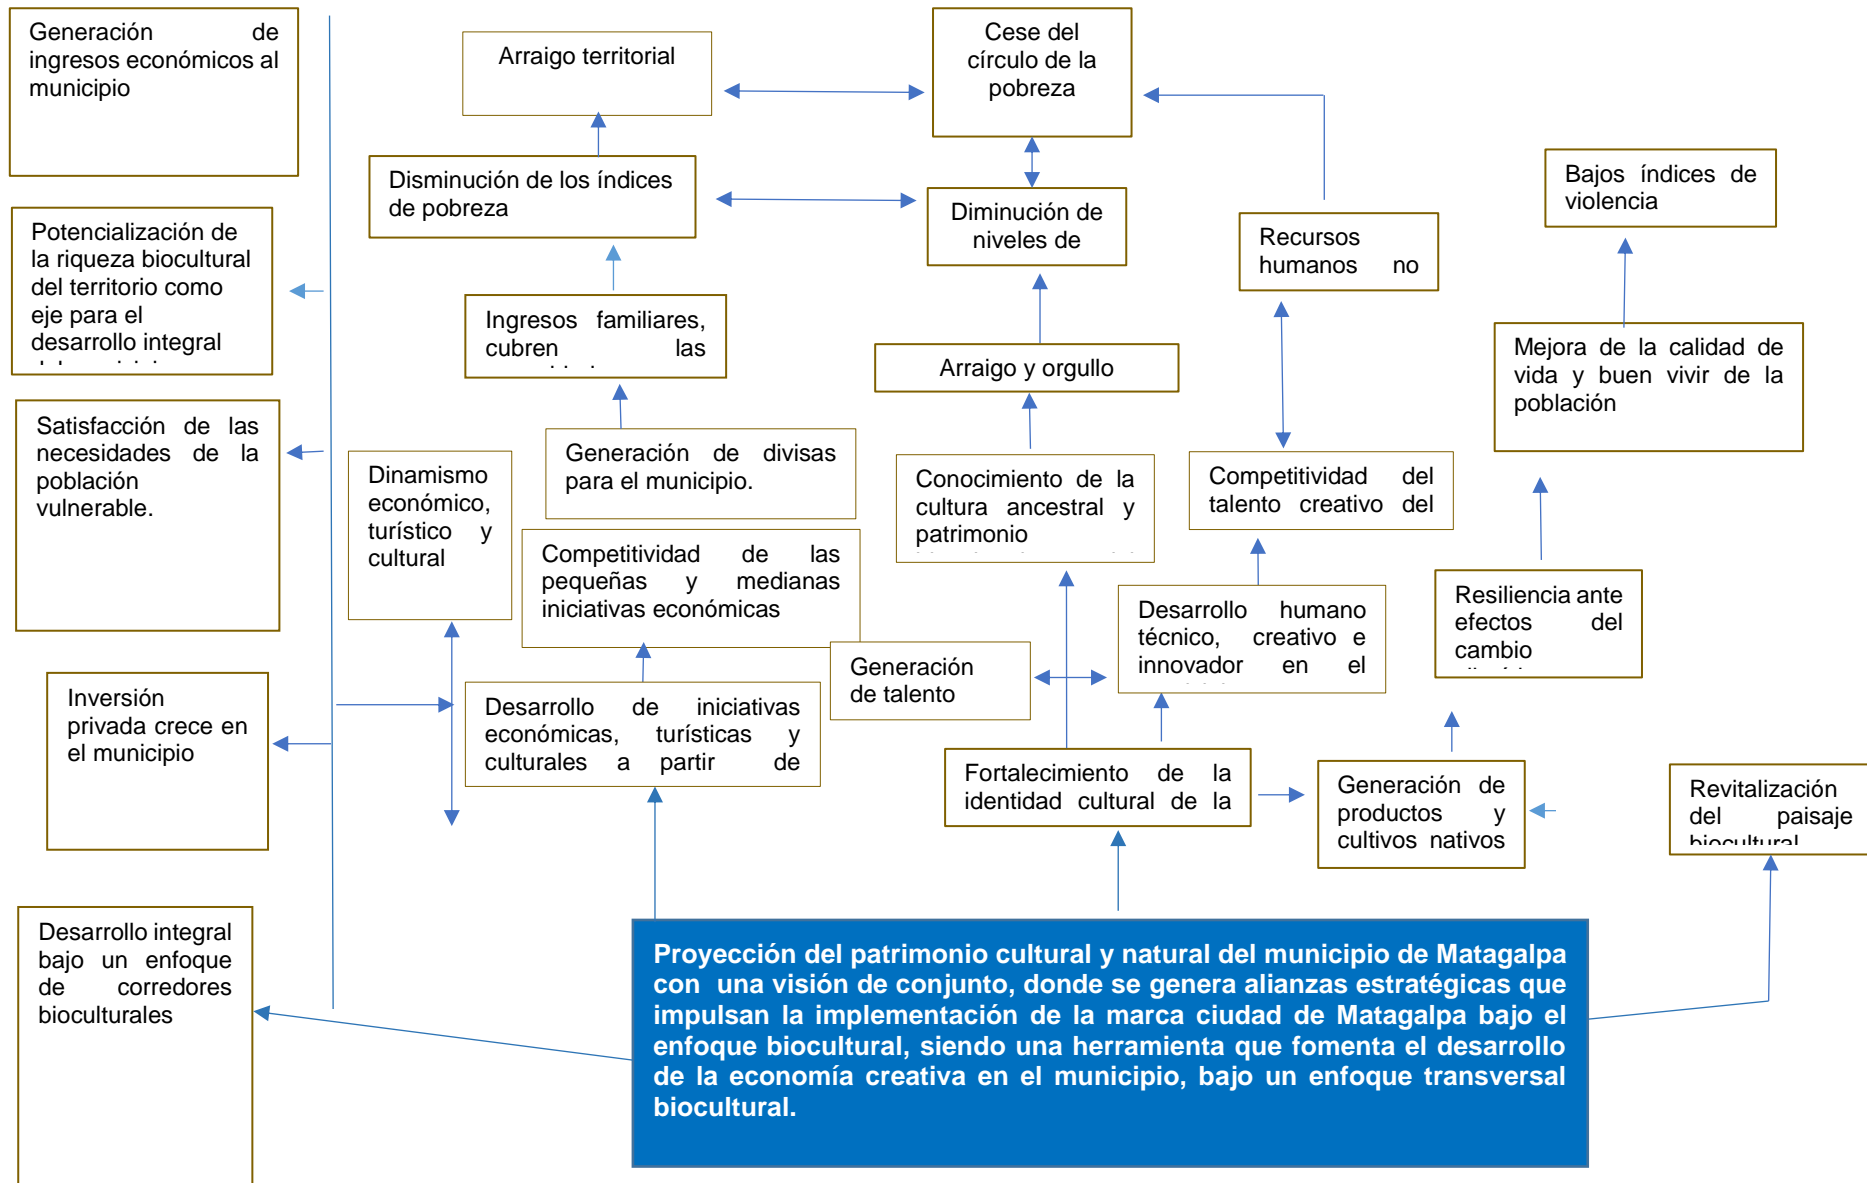 Generación de
ingresos económicos al
municipio
Arraigo territorial
Cese del
círculo de la
pobreza
Disminución de los índices
de pobreza
Diminución de
niveles de
Recursos
humanos no
Bajos índices de
violencia
Potencialización de
la riqueza biocultural
del territorio como
eje para el
desarrollo integral
Ingresos familiares,
cubren las
Arraigo y orgullo
Mejora de la calidad de
vida y buen vivir de la
población
Satisfacción de las
necesidades de la
población
vulnerable.
Dinamismo
económico,
turístico y
cultural
Generación de divisas
para el municipio.
Conocimiento de la
cultura ancestral y
patrimonio
Competitividad del
talento creativo del
Competitividad de las
pequeñas y medianas
iniciativas económicas
Desarrollo humano
técnico, creativo e
innovador en el
Resiliencia ante
efectos del
cambio
Generación
de talento
Inversión
privada crece en
el municipio
Desarrollo de iniciativas
económicas, turísticas y
culturales a partir de
Fortalecimiento de la
identidad cultural de la
Generación de
productos y
cultivos nativos
Revitalización
del paisaje
biocultural
Desarrollo integral
bajo un enfoque
de corredores
bioculturales
Proyección del patrimonio cultural y natural del municipio de Matagalpa
con una visión de conjunto, donde se genera alianzas estratégicas que
impulsan la implementación de la marca ciudad de Matagalpa bajo el
enfoque biocultural, siendo una herramienta que fomenta el desarrollo
de la economía creativa en el municipio, bajo un enfoque transversal
biocultural.